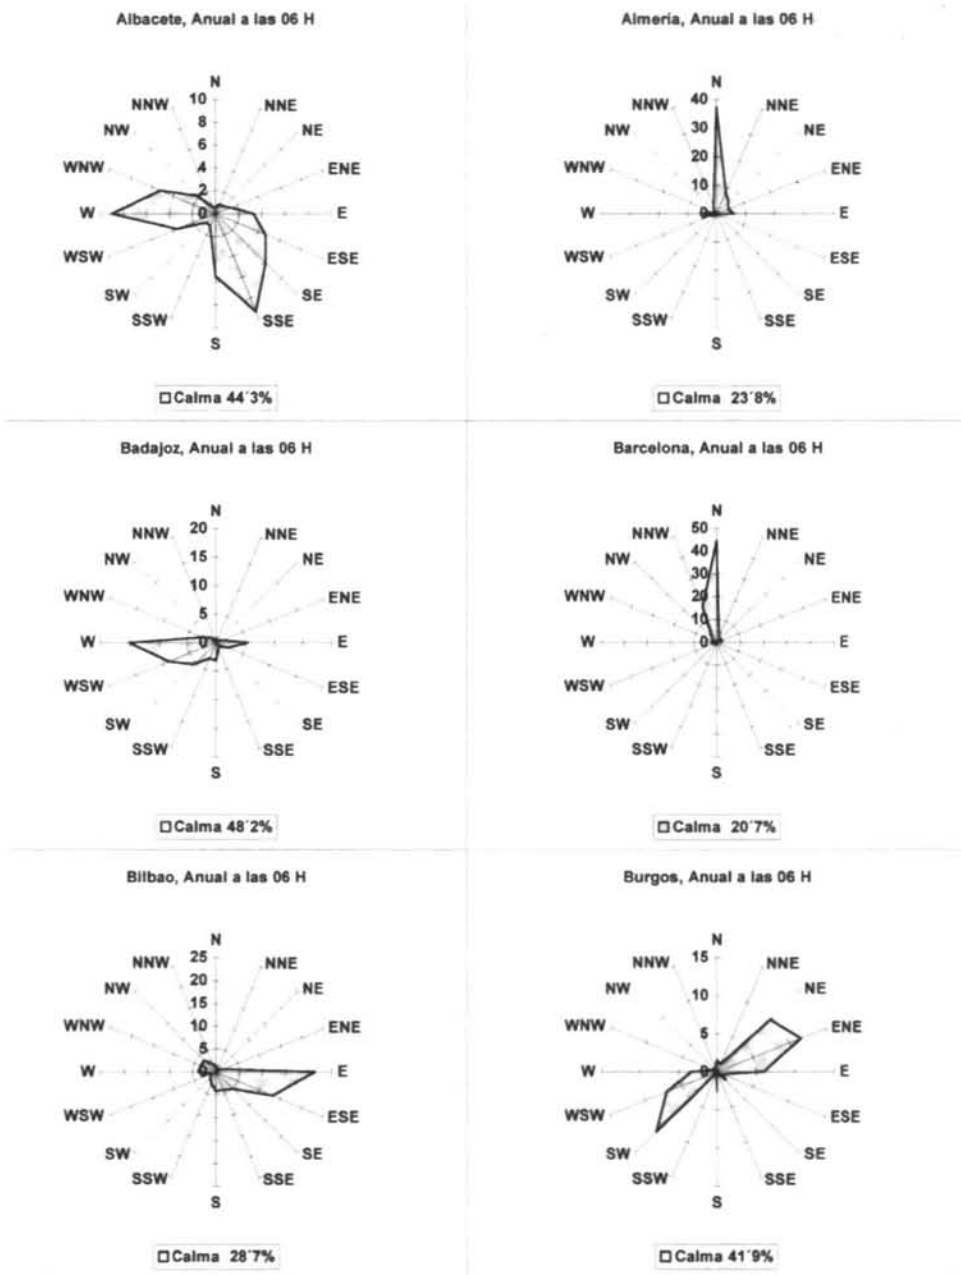 Albacete, Anual a las 06 H
N
10
NNW
NNE
8
NW
NE
6
WNW
4
ENE
2
W
0
E
WSW
ESE
SW
SE
SSW
SSE
S
Calma 44´3%
Almería, Anual a las 06 H
N
40
NNW
NNE
30
NW
NE
20
WNW
ENE
10
W
0
E
WSW
ESE
SW
SE
SSW
SSE
S
Calma 23´8%
Badajoz, Anual a las 06 H
N
20
NNW
NNE
15
NW
NE
10
WNW
ENE
5
W
0
E
WSW
ESE
SW
SE
SSW
SSE
S
Calma 48´2%
Barcelona, Anual a las 06 H
N
50
NNW
NNE
40
NW
NE
30
WNW
20
ENE
10
W
0
E
WSW
ESE
SW
SE
SSW
SSE
S
Calma 20´7%
Bilbao, Anual a las 06 H
N
25
NNW
NNE
20
NW
NE
15
WNW
10
ENE
5
W
0
E
WSW
ESE
SW
SE
SSW
SSE
S
Calma 28´7%
Burgos, Anual a las 06 H
N
15
NNW
NNE
10
NW
NE
WNW
ENE
5
W
0
E
WSW
ESE
SW
SE
SSW
SSE
S
Calma 41´9%